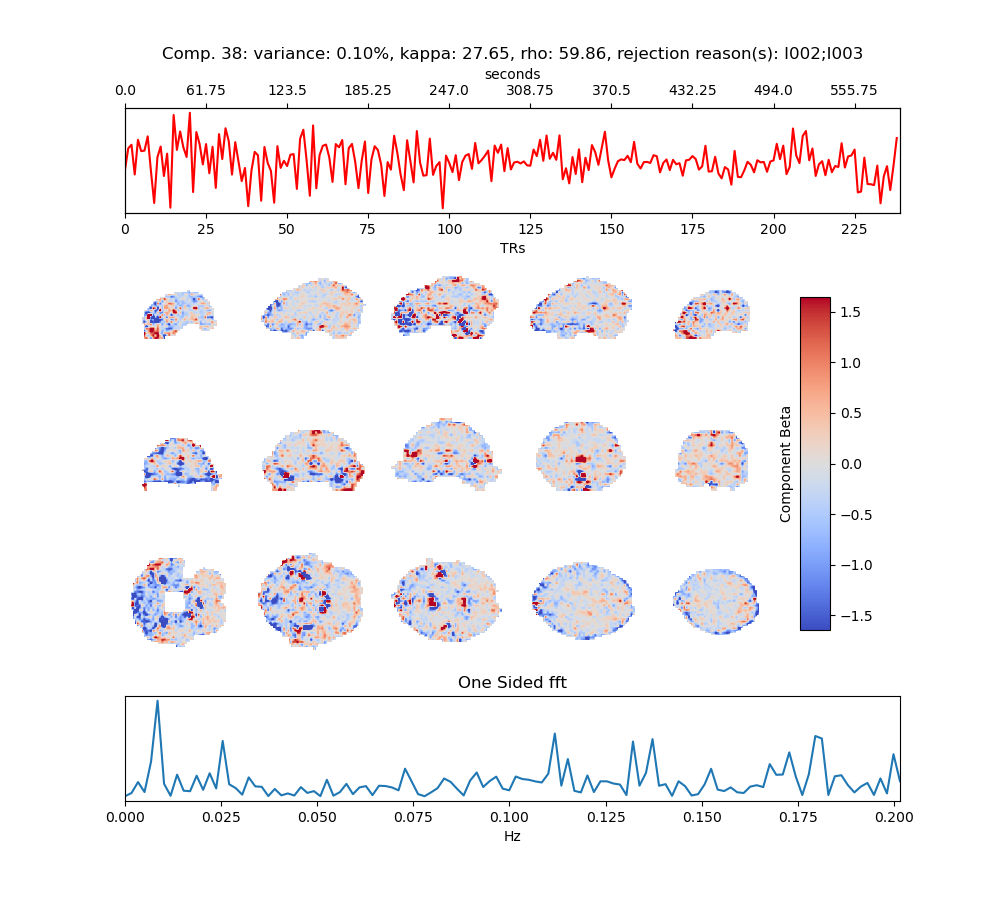 Comp. 38: variance: 0.10%, kappa: 27.65, rho: 59.86, rejection reason(s): I002;I003
seconds
0.0 61.75 123.5 185.25 247.0 308.75 370.5 432.25 494.0 555.75
0 25 50 75 100 125 150 175 200 225
TRs
1.5
1.0
0.5
0.0
−0.5
−1.0
−1.5
Component Beta
One Sided fft
0.000 0.025 0.050 0.075 0.100 0.125 0.150 0.175 0.200
Hz